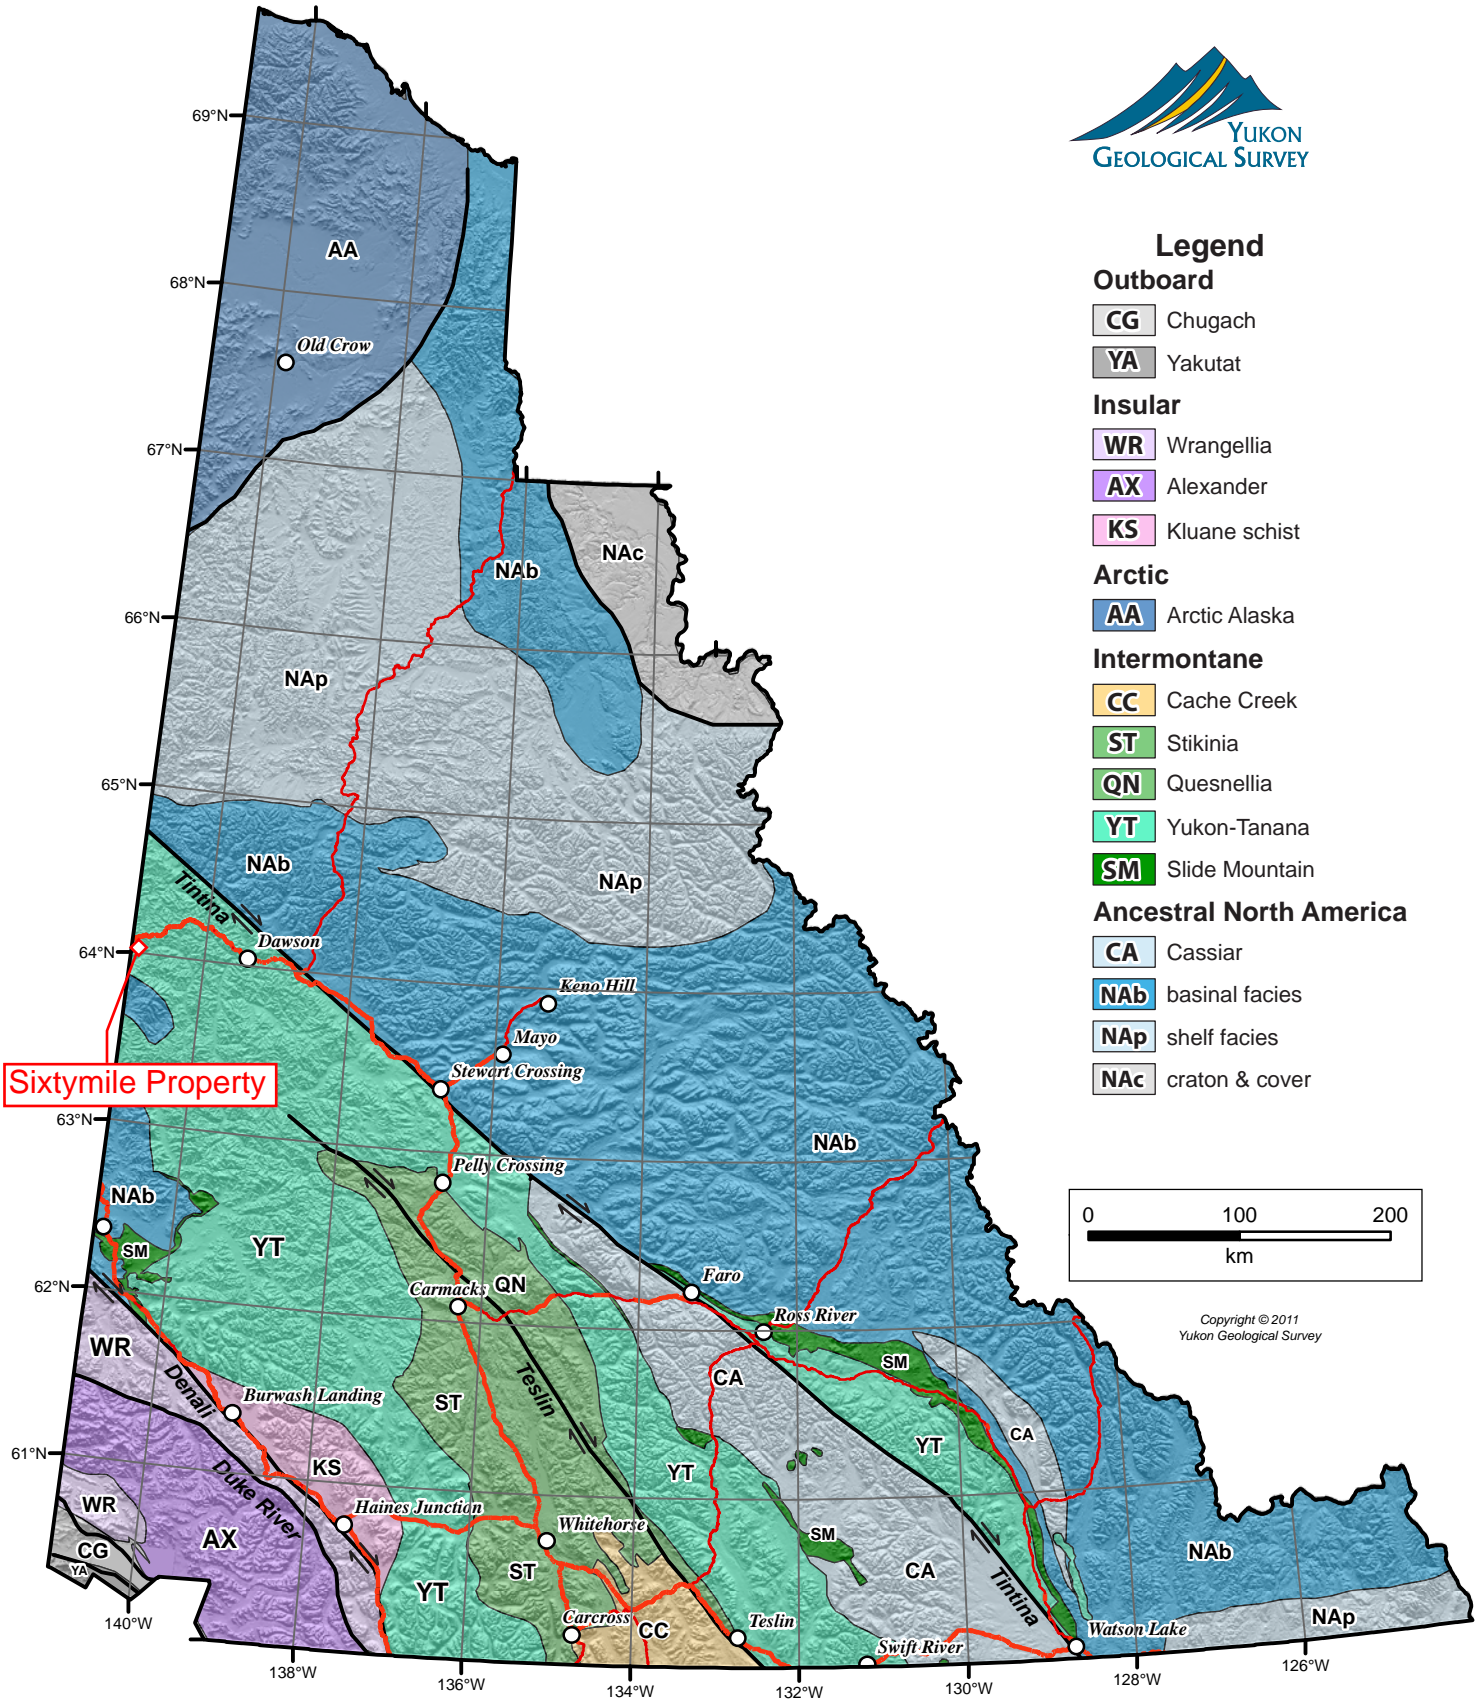 YUKON
GEOLOGICAL SURVEY
Legend
Outboard
CG Chugach
YA Yakutat
Insular
WR Wrangellia
AX Alexander
KS Kluane schist
Arctic
AA Arctic Alaska
Intermontane
CC Cache Creek
ST Stikinia
QN Quesnellia
YT Yukon-Tanana
SM Slide Mountain
Ancestral North America
CA Cassiar
NAb basinal facies
NAp shelf facies
NAc craton & cover
0 100 200
km
Copyright © 2011
Yukon Geological Survey
69°N
68°N
67°N
66°N
65°N
64°N
63°N
62°N
61°N
140°W
138°W
136°W
134°W
132°W
130°W
128°W
126°W
AA
Old Crow
NAc
NAb
NAp
NAb
NAp
Tintina
Dawson
Keno Hill
Mayo
Stewart Crossing
Sixtymile Property
NAb
Pelly Crossing
NAb
SM
YT
QN
Carmacks
Faro
Ross River
WR
Denali
Burwash Landing
ST
Teslin
CA
SM
CA
YT
KS
Duke River
YT
WR
Haines Junction
Whitehorse
AX
SM
CG
YA
YT
ST
CA
NAb
Tintina
Carcross
CC
Teslin
Swift River
Watson Lake
NAp